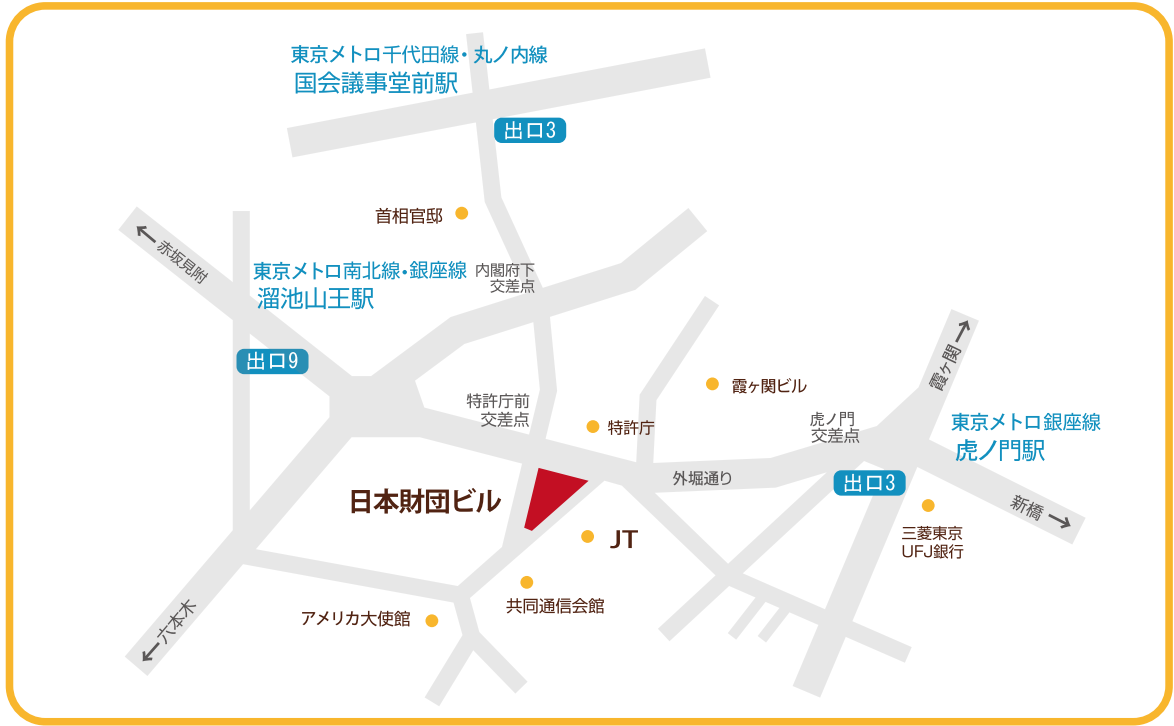 東京メトロ千代田線・丸ノ内線
国会議事堂前駅
出口3
首相官邸
赤坂見附
東京メトロ南北線・銀座線
溜池山王駅
内閣府下
交差点
出口9
霞ヶ関
霞ヶ関ビル
特許庁前
交差点
特許庁
虎ノ門
交差点
東京メトロ銀座線
虎ノ門駅
外堀通り
出口3
日本財団ビル
新橋
三菱東京
UFJ銀行
JT
共同通信会館
アメリカ大使館
六本木